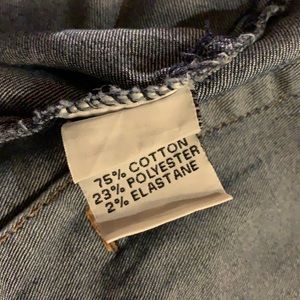 75% COTTON
23% POLYESTER
2% ELASTANE